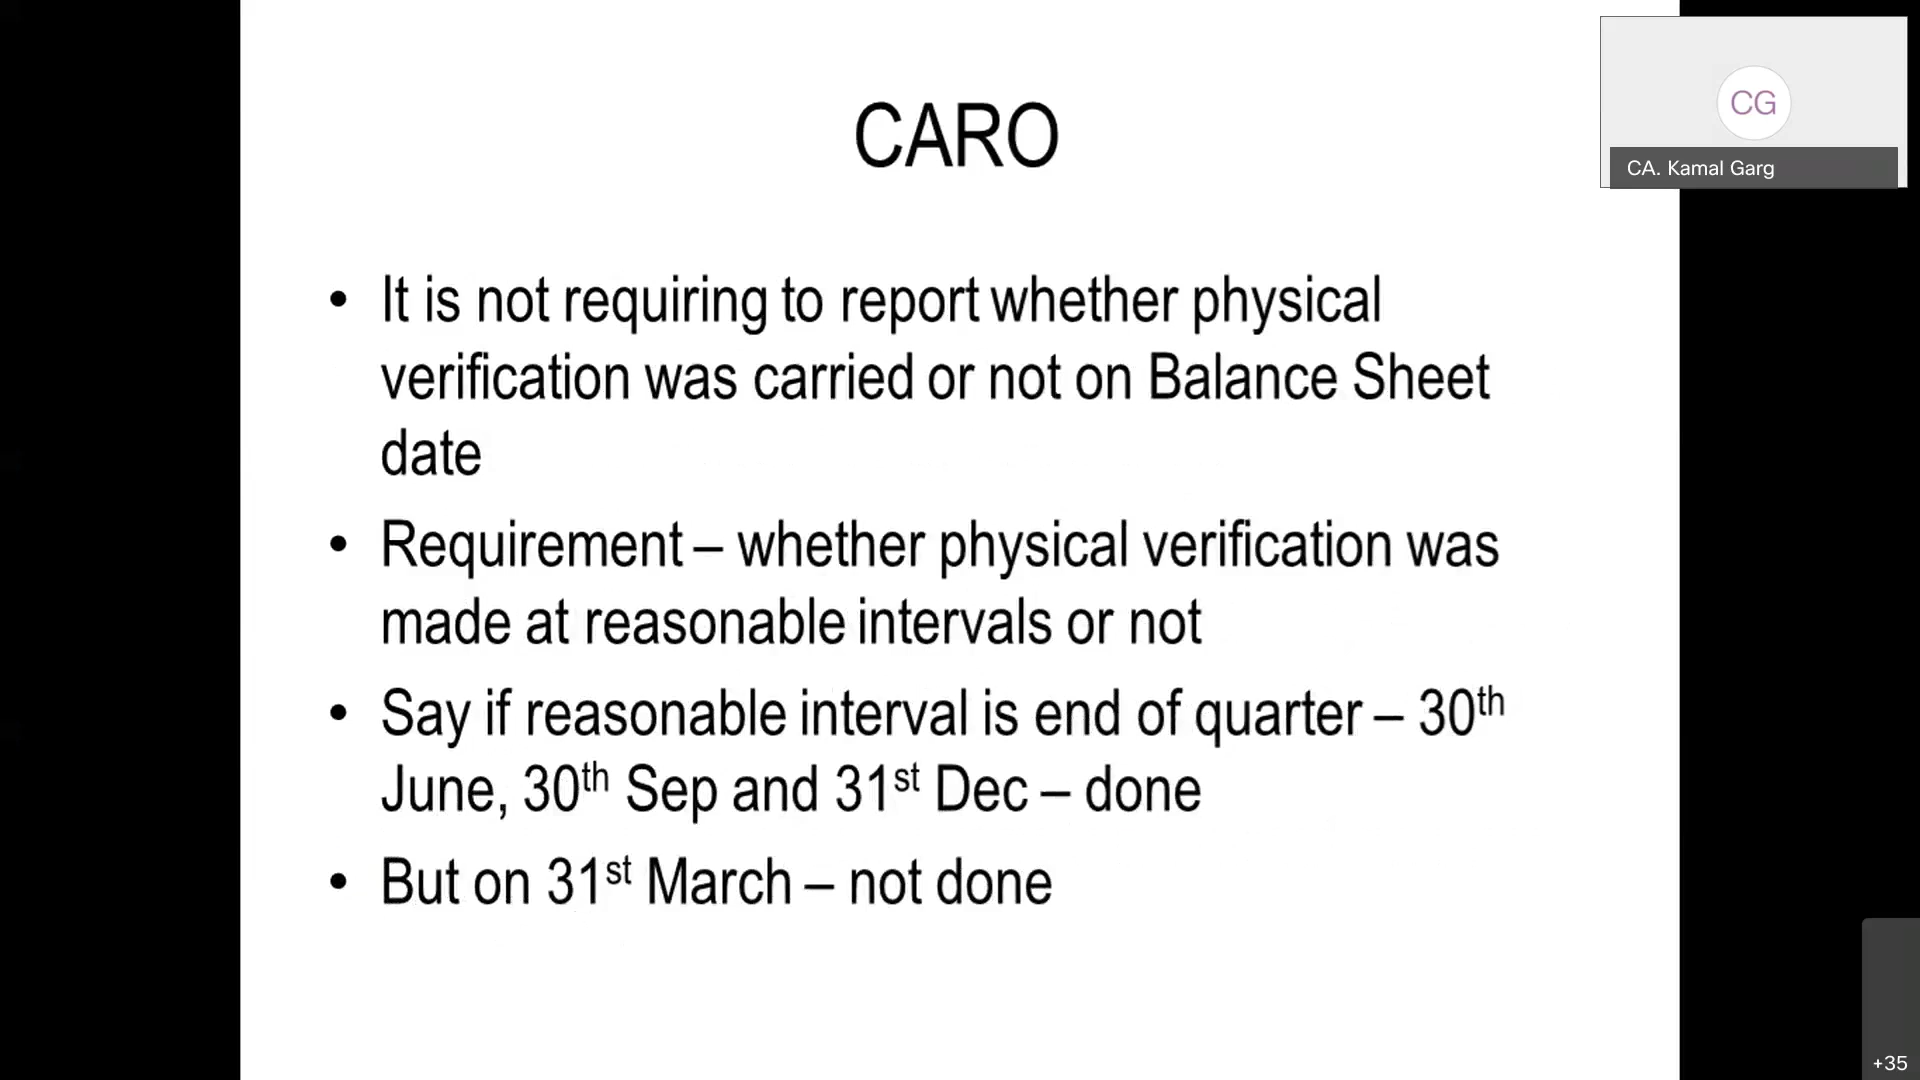 CARO
CG
CA. Kamal Garg
• It is not requiring to report whether physical
verification was carried or not on Balance Sheet
date
• Requirement – whether physical verification was
made at reasonable intervals or not
• Say if reasonable interval is end of quarter – 30th
June, 30th Sep and 31st Dec – done
• But on 31st March – not done
+35